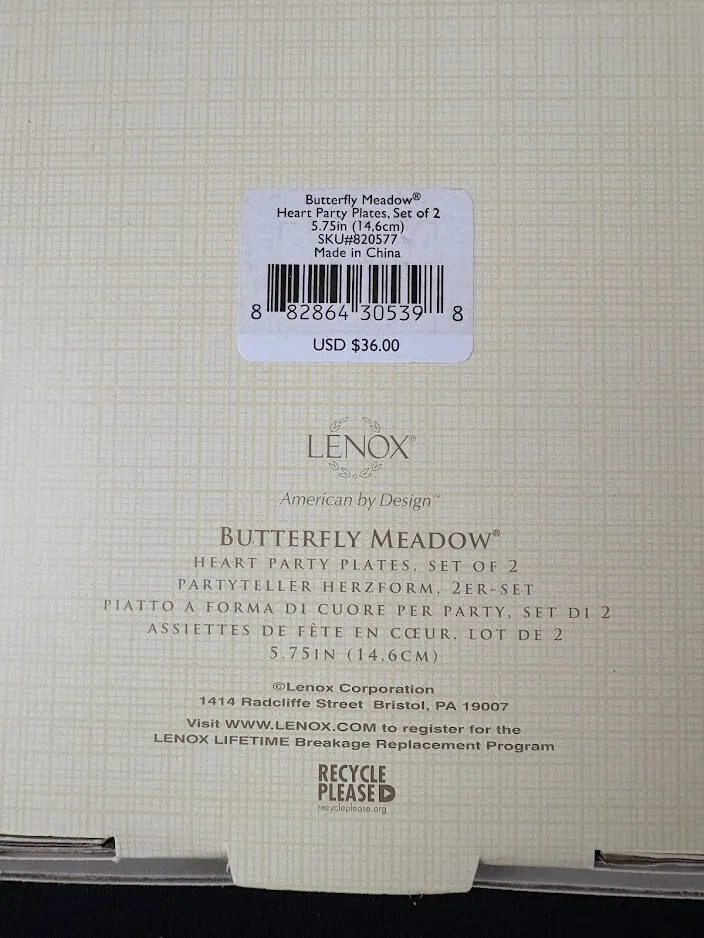 Butterfly Meadow®
Heart Party Plates, Set of 2
5.75in (14,6cm)
SKU#820577
Made in China
8 82864 30539 8
USD $36.00
LENOX®
American by Design™
BUTTERFLY MEADOW®
HEART PARTY PLATES, SET OF 2
PARTYTELLER HERZFORM, 2ER-SET
PIATTO A FORMA DI CUORE PER PARTY, SET DI 2
ASSIETTES DE FÊTE EN CŒUR, LOT DE 2
5.75IN (14,6CM)
©Lenox Corporation
1414 Radcliffe Street Bristol, PA 19007
Visit WWW.LENOX.COM to register for the
LENOX LIFETIME Breakage Replacement Program
RECYCLE
PLEASE
recycleplease.org